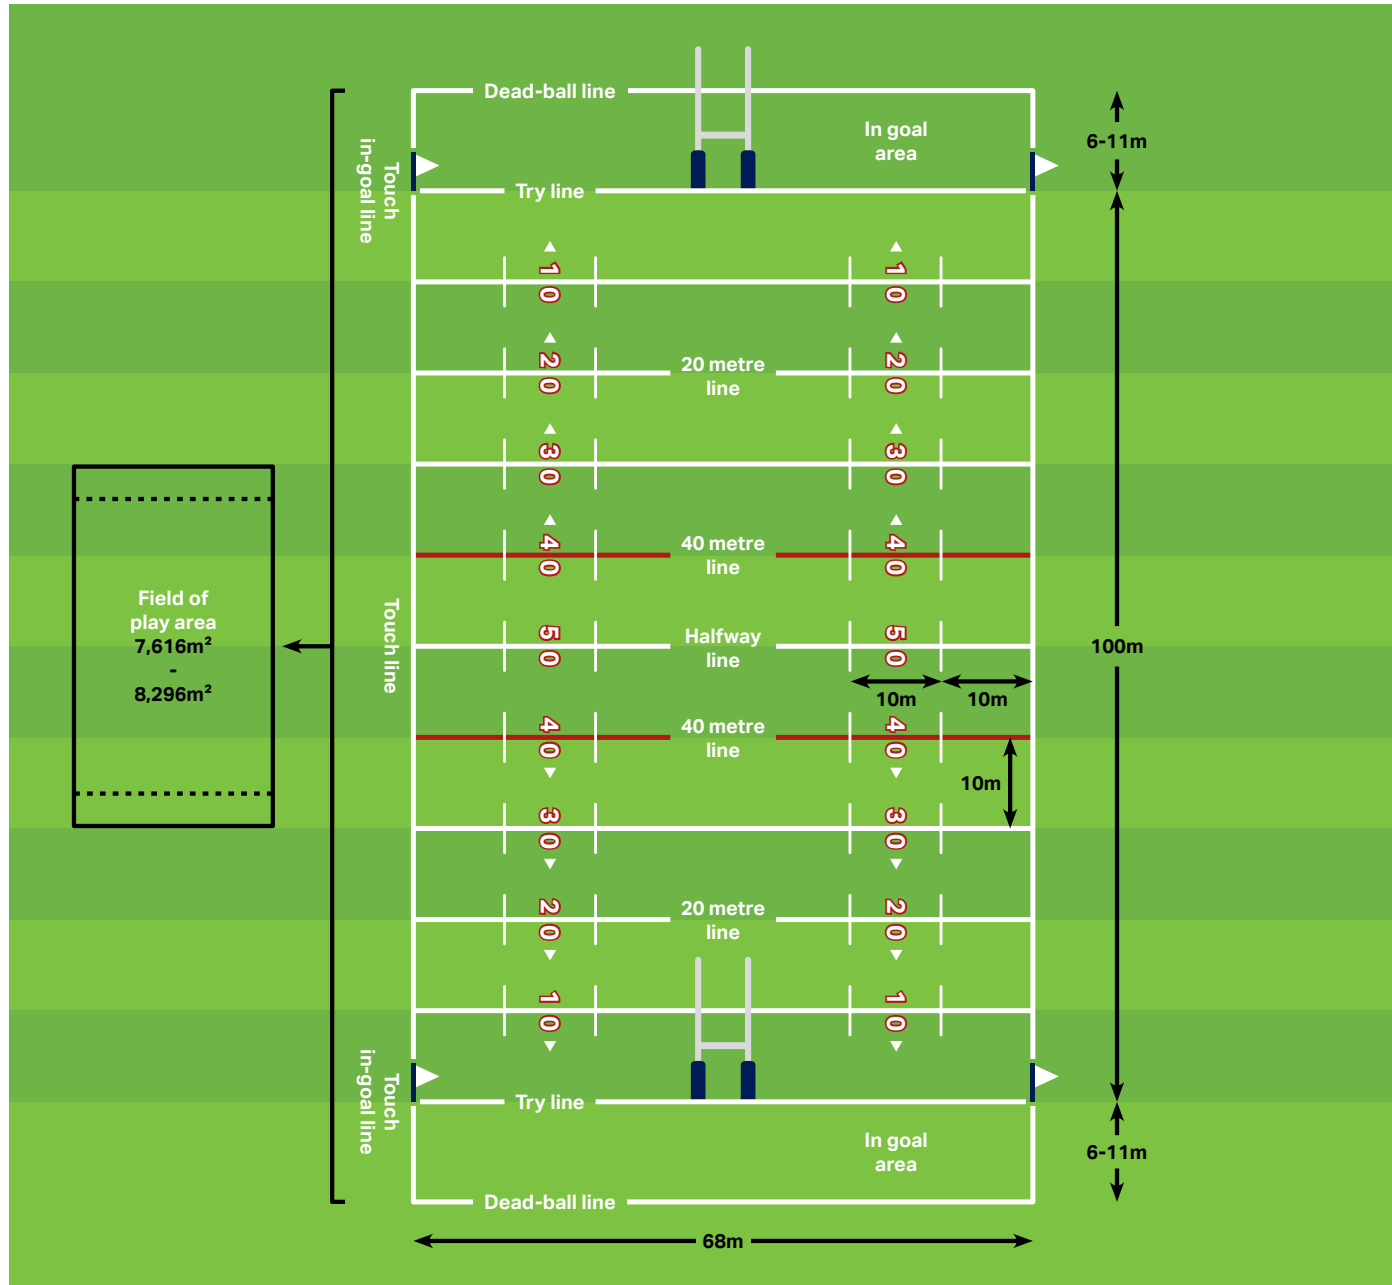 Dead-ball line
In goal
area
6-11m
Touch
in-goal line
Try line
10
10
20
20 metre
line
20
30
30
40
40 metre
line
40
Field of
play area
7,616m²
-
8,296m²
Touch line
50
Halfway
line
50
100m
10m
10m
40
40 metre
line
40
10m
30
30
20
20 metre
line
20
10
10
Touch
in-goal line
Try line
In goal
area
6-11m
Dead-ball line
68m